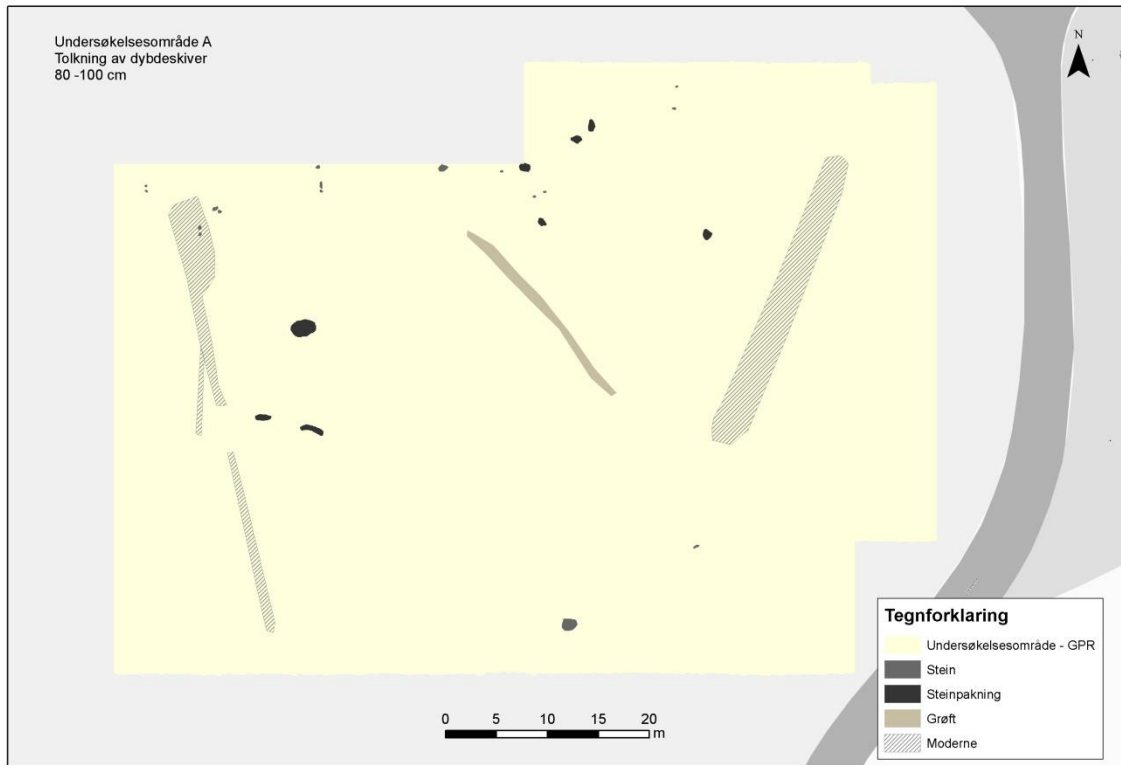 Undersøkelsesområde A
Tolkning av dybdeskiver
80 -100 cm
N
Tegnforklaring
Undersøkelsesområde - GPR
Stein
Steinpakning
Grøft
Moderne
0 5 10 15 20
m